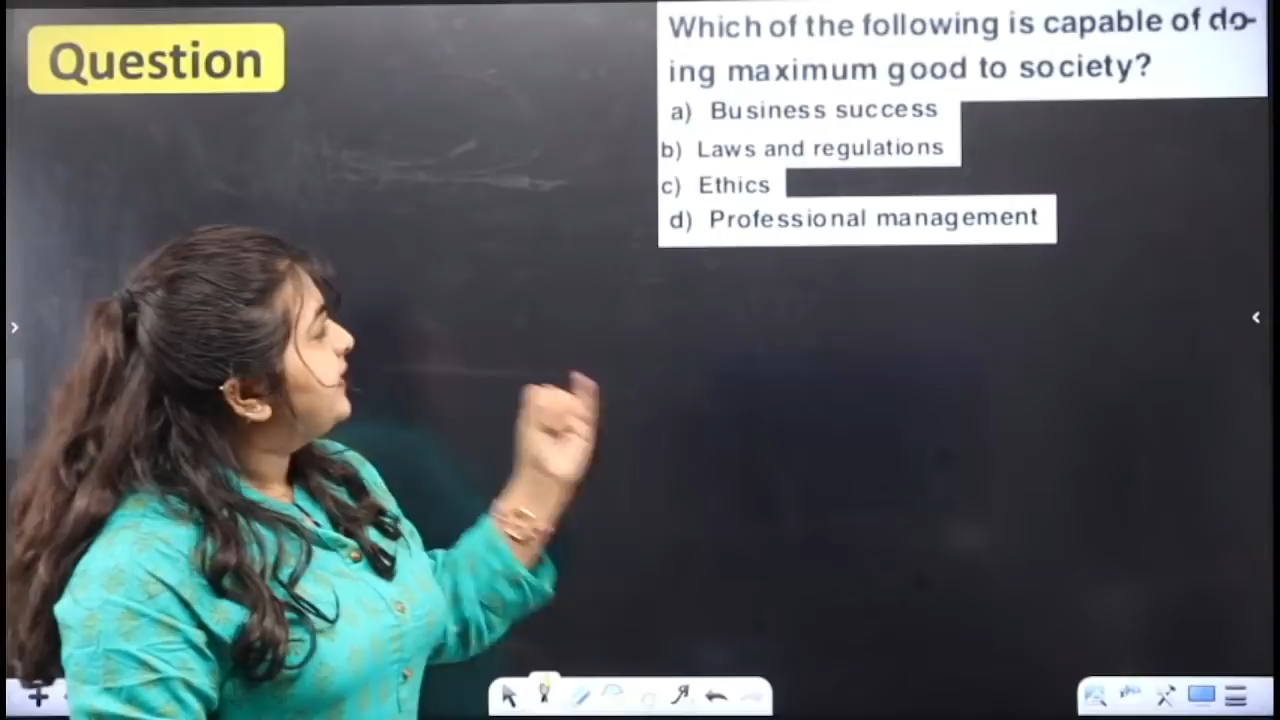 Question
Which of the following is capable of do-
ing maximum good to society?
a) Business success
b) Laws and regulations
c) Ethics
d) Professional management